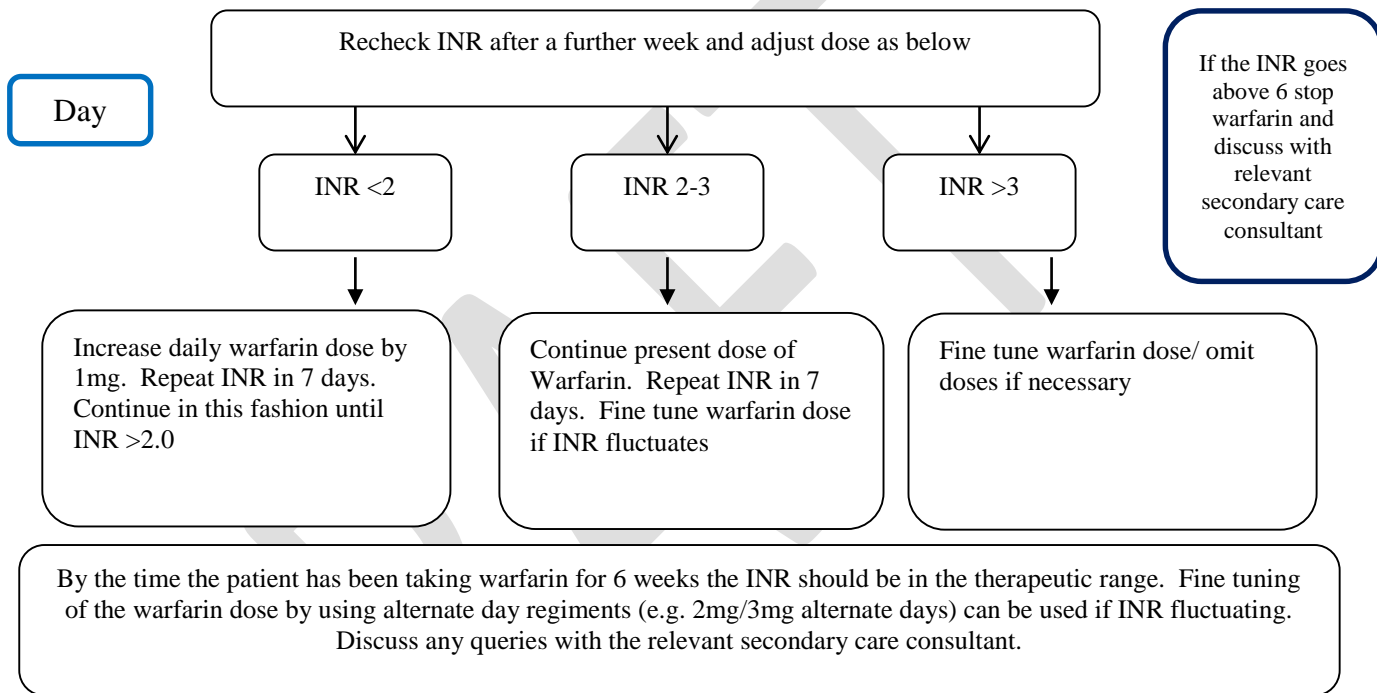 Recheck INR after a further week and adjust dose as below
Day
If the INR goes
above 6 stop
warfarin and
discuss with
relevant
secondary care
consultant
INR <2
INR 2-3
INR >3
Increase daily warfarin dose by
1mg.  Repeat INR in 7 days.
Continue in this fashion until
INR >2.0
Continue present dose of
Warfarin.  Repeat INR in 7
days.  Fine tune warfarin dose
if INR fluctuates
Fine tune warfarin dose/ omit
doses if necessary
By the time the patient has been taking warfarin for 6 weeks the INR should be in the therapeutic range.  Fine tuning
of the warfarin dose by using alternate day regiments (e.g. 2mg/3mg alternate days) can be used if INR fluctuating.
Discuss any queries with the relevant secondary care consultant.